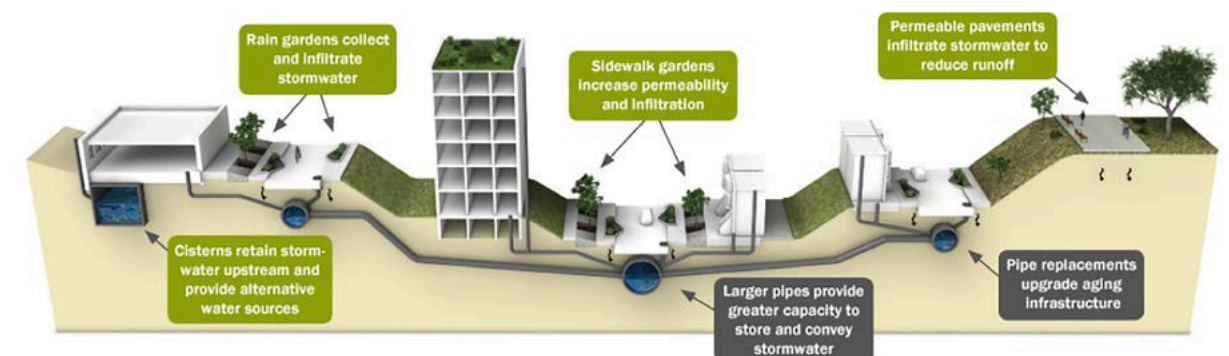 Rain gardens collect
and infiltrate
stormwater
Sidewalk gardens
increase permeability
and infiltration
Permeable pavements
infiltrate stormwater to
reduce runoff
Cisterns retain storm-
water upstream and
provide alternative
water sources
Larger pipes provide
greater capacity to
store and convey
stormwater
Pipe replacements
upgrade aging
infrastructure